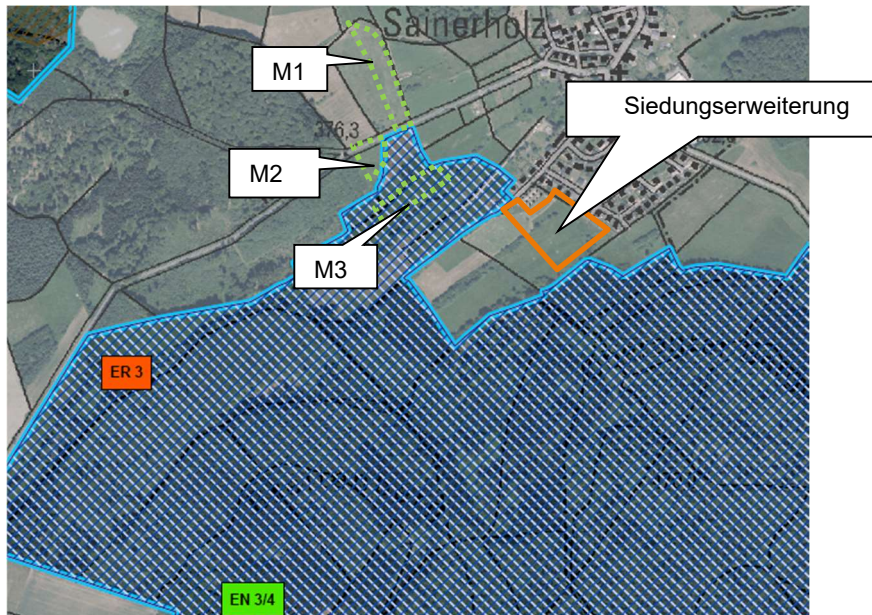 Sainerholz
M1
Siedungserweiterung
376,3
M2
M3
ER 3
EN 3/4